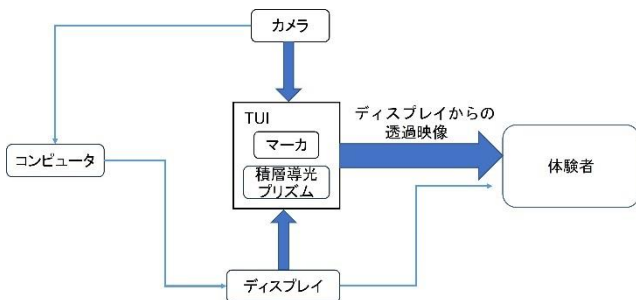 カメラ
TUI
マーカ
積層導光
プリズム
ディスプレイからの
透過映像
コンピュータ
体験者
ディスプレイ